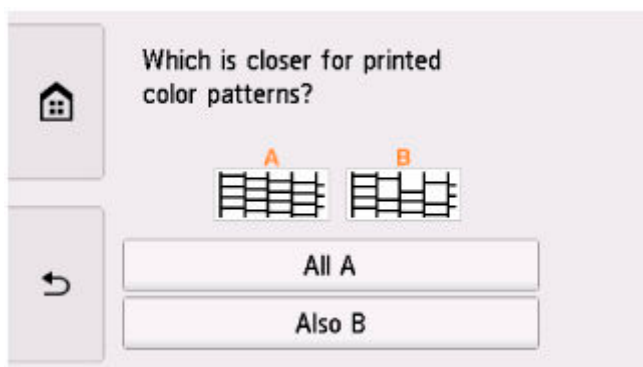 Which is closer for printed
color patterns?
A B
All A
Also B